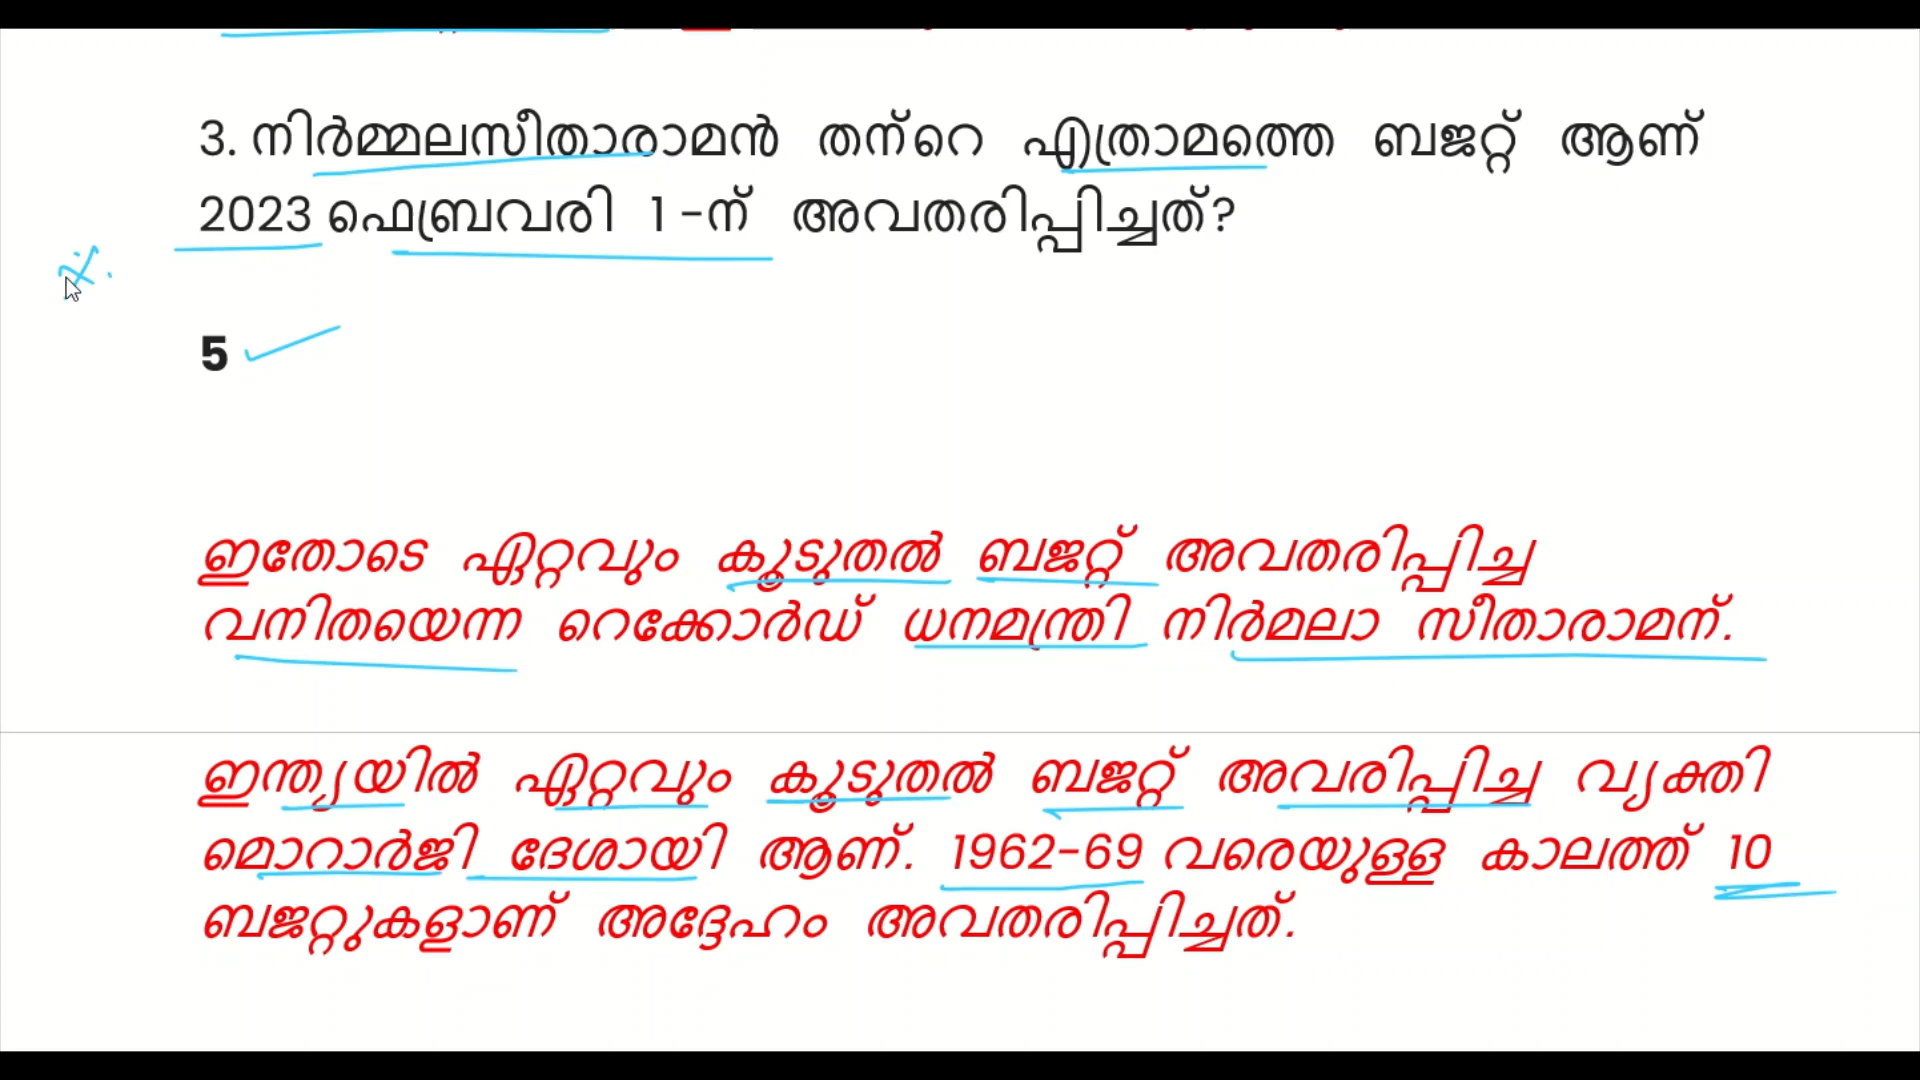 3. നിർമ്മലസീതാരാമൻ തന്റെ എത്രാമത്തെ ബജറ്റ് ആണ്
2023 ഫെബ്രവരി 1-ന് അവതരിപ്പിച്ചത്?
5
ഇതോടെ ഏറ്റവും കൂടുതൽ ബജറ്റ് അവതരിപ്പിച്ച
വനിതയെന്ന റെക്കോർഡ് ധനമന്ത്രി നിർമലാ സീതാരാമന്.
ഇന്ത്യയിൽ ഏറ്റവും കൂടുതൽ ബജറ്റ് അവരിപ്പിച്ച വ്യക്തി
മൊറാർജി ദേശായി ആണ്. 1962-69 വരെയുള്ള കാലത്ത് 10
ബജറ്റുകളാണ് അദ്ദേഹം അവതരിപ്പിച്ചത്.